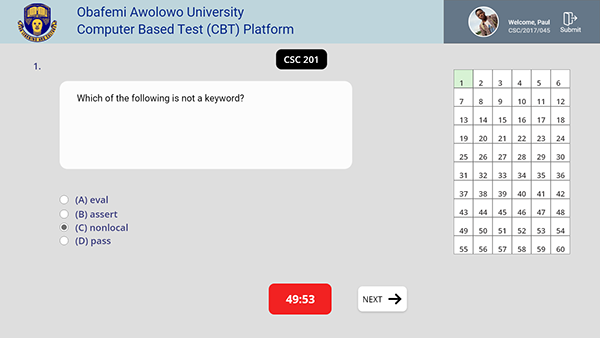 Obafemi Awolowo University
Computer Based Test (CBT) Platform
Welcome, Paul
CSC/2017/045
Submit
1.
CSC 201
Which of the following is not a keyword?
(A) eval
(B) assert
(C) nonlocal
(D) pass
1 2 3 4 5 6
7 8 9 10 11 12
13 14 15 16 17 18
19 20 21 22 23 24
25 26 27 28 29 30
31 32 33 34 35 36
37 38 39 40 41 42
43 44 45 46 47 48
49 50 51 52 53 54
55 56 57 58 59 60
49:53
NEXT